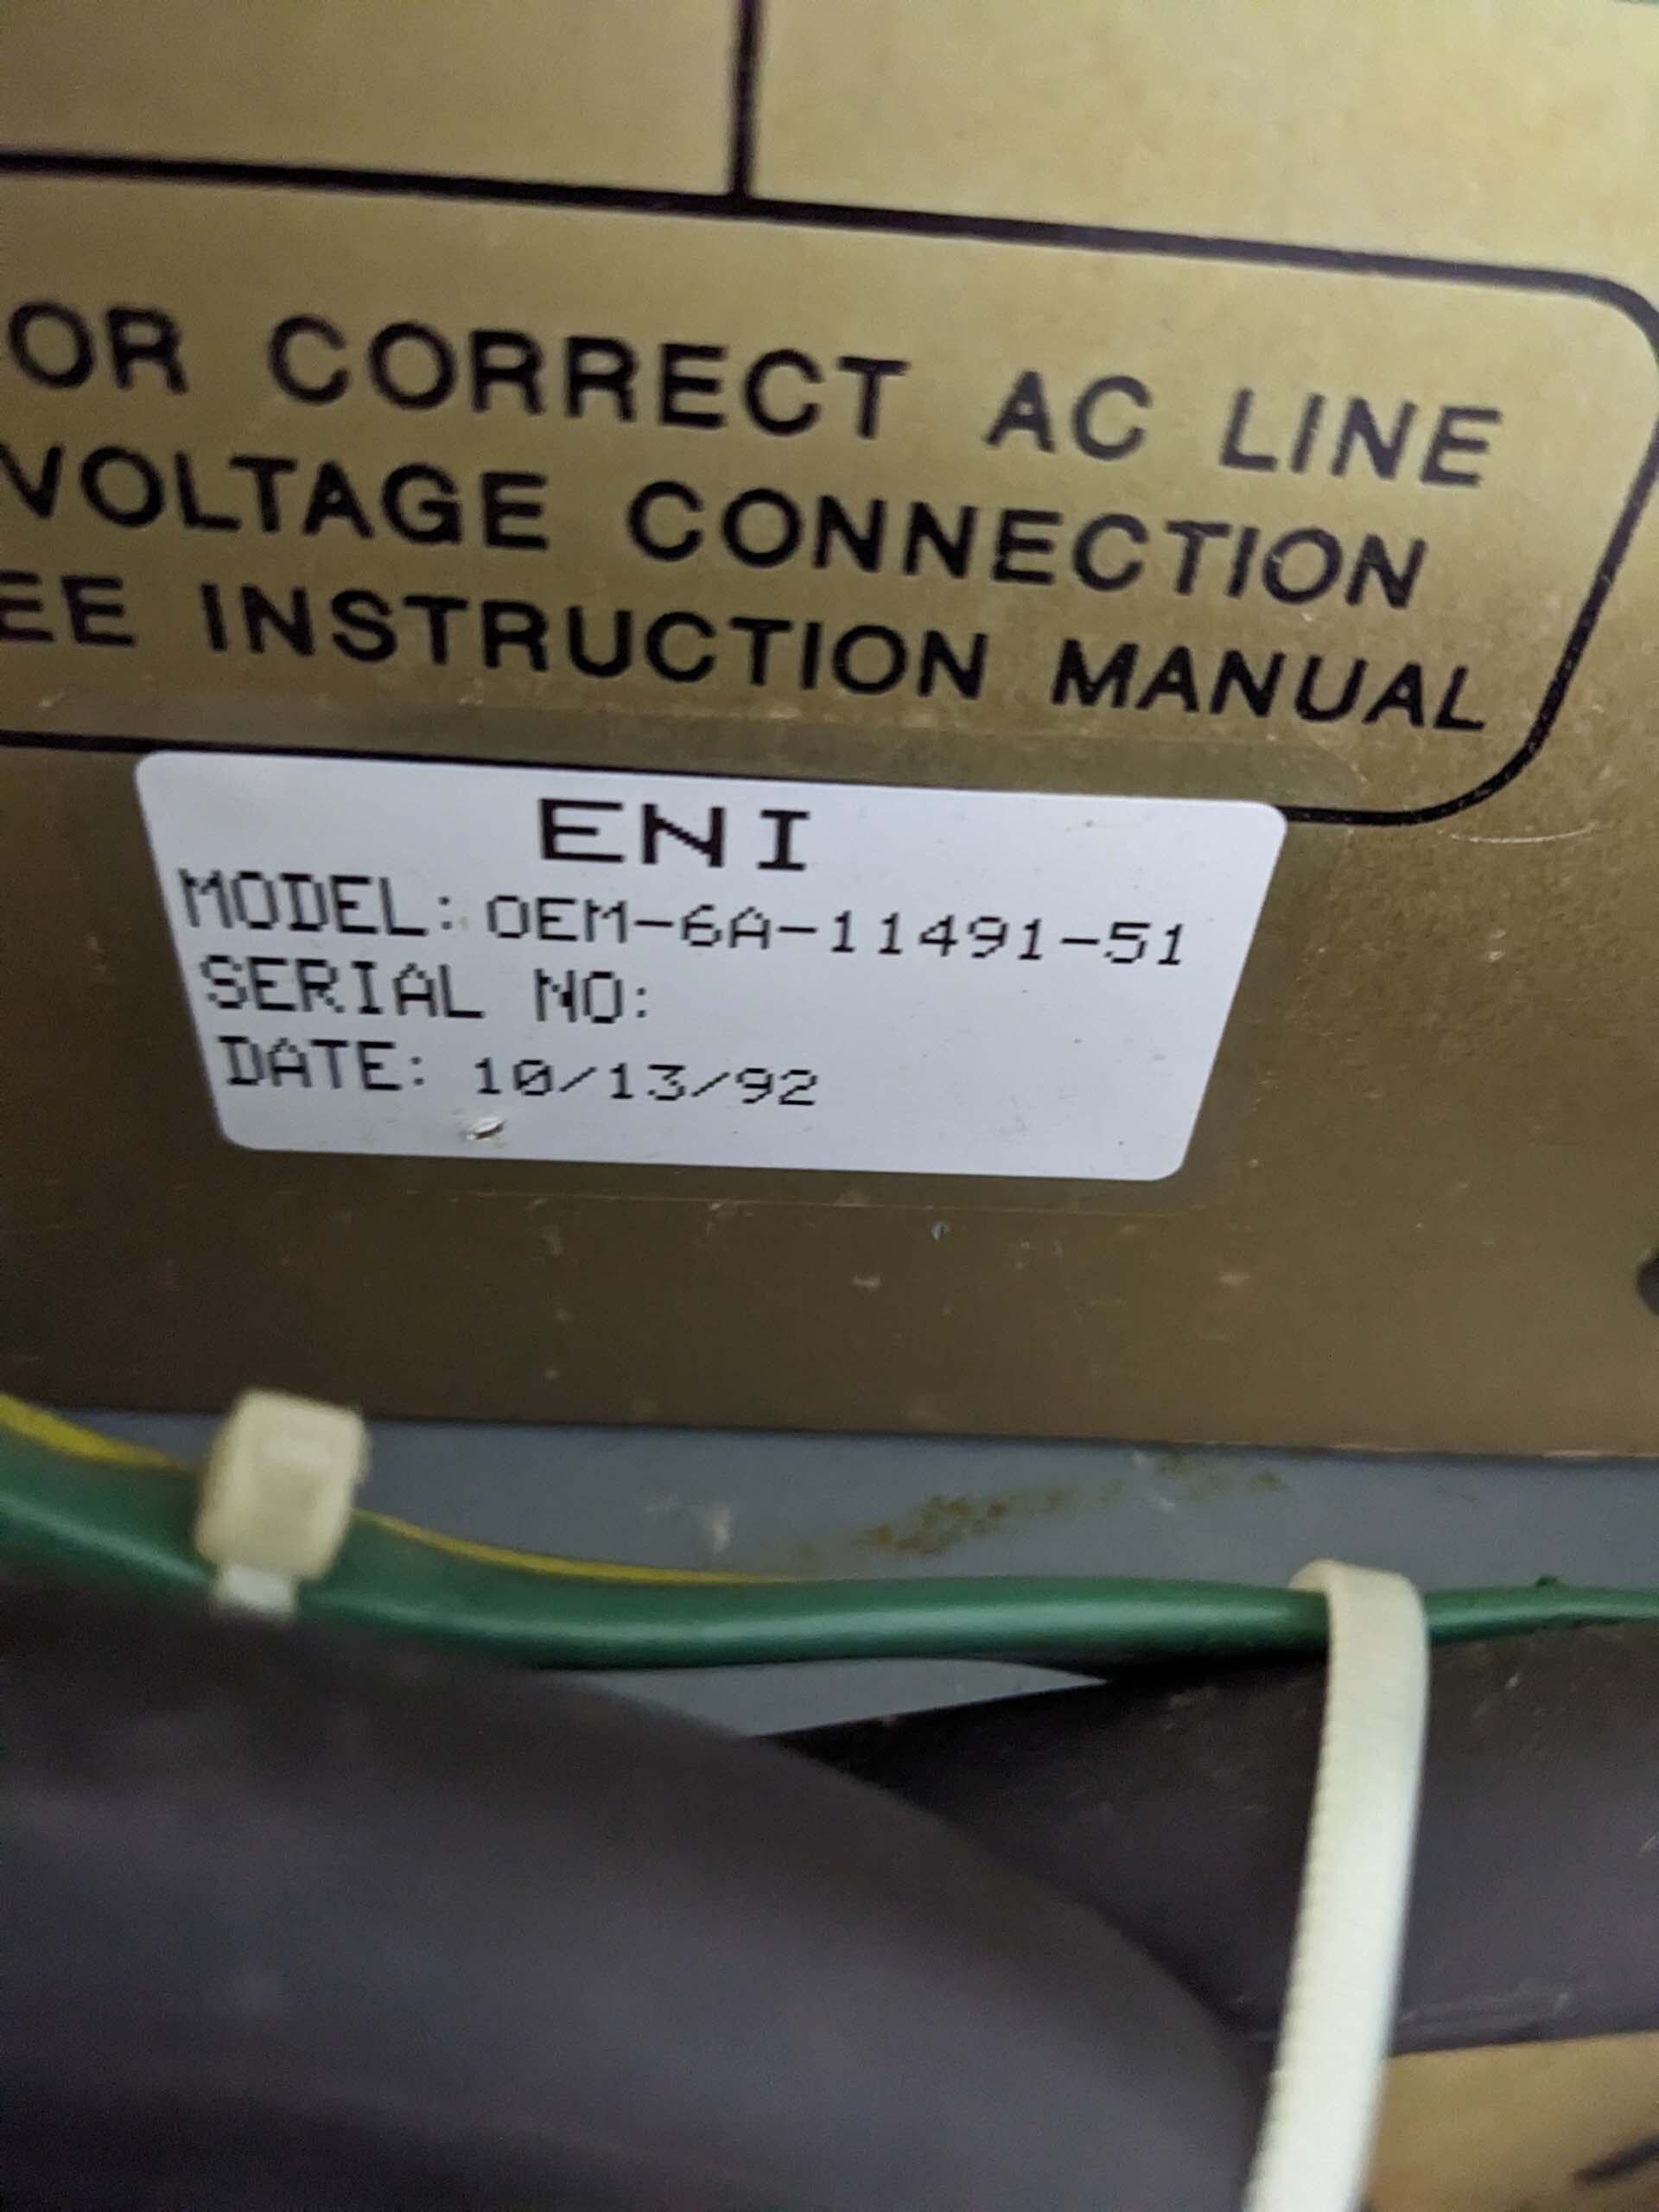 OR CORRECT AC LINE
VOLTAGE CONNECTION
EE INSTRUCTION MANUAL
ENI
MODEL: OEM-6A-11491-51
SERIAL NO:
DATE: 10/13/92